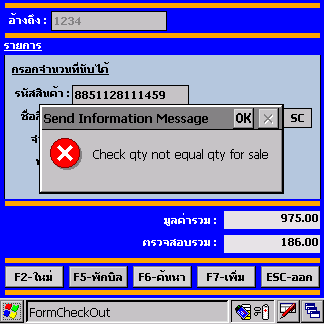 อ้างถึง : 1234
รายการ
กรอกจำนวนที่นับได้
รหัสสินค้า : 8851128111459
Send Information Message OK ×
SC
Check qty not equal qty for sale
มูลค่ารวม : 975.00
ตรวจสอบรวม : 186.00
F2-ใหม่ F5-พักบิล F6-ค้นหา F7-เพิ่ม ESC-ออก
FormCheckOut